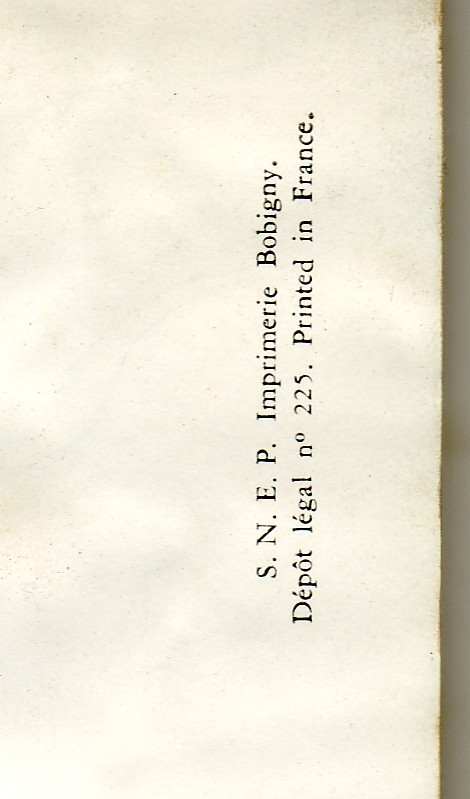 S. N. E. P. Imprimerie Bobigny.
Dépôt légal nº 225. Printed in France.